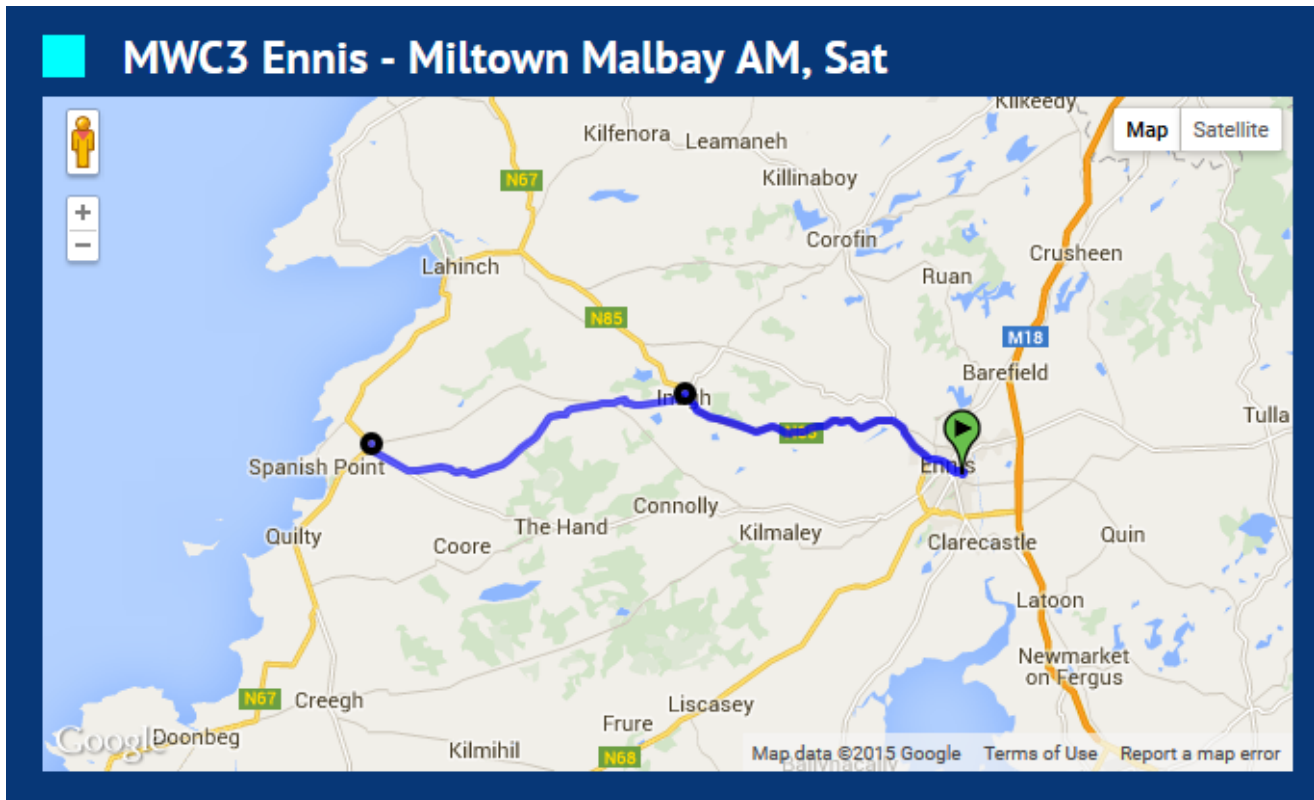 MWC3 Ennis - Miltown Malbay AM, Sat
Kilkeedy
Map Satellite
Kilfenora
Leamaneh
N67
Killinaboy
+
−
Corofin
Crusheen
Lahinch
Ruan
N85
M18
Barefield
Tulla
Ennis
Spanish Point
Connolly
The Hand
Kilmaley
Quin
Quilty
Coore
Clarecastle
Latoon
Newmarket
on Fergus
N67
Creegh
Liscasey
Frure
Google
Doonbeg
Kilmihil
N68
Map data ©2015 Google Terms of Use Report a map error
Ballynacally